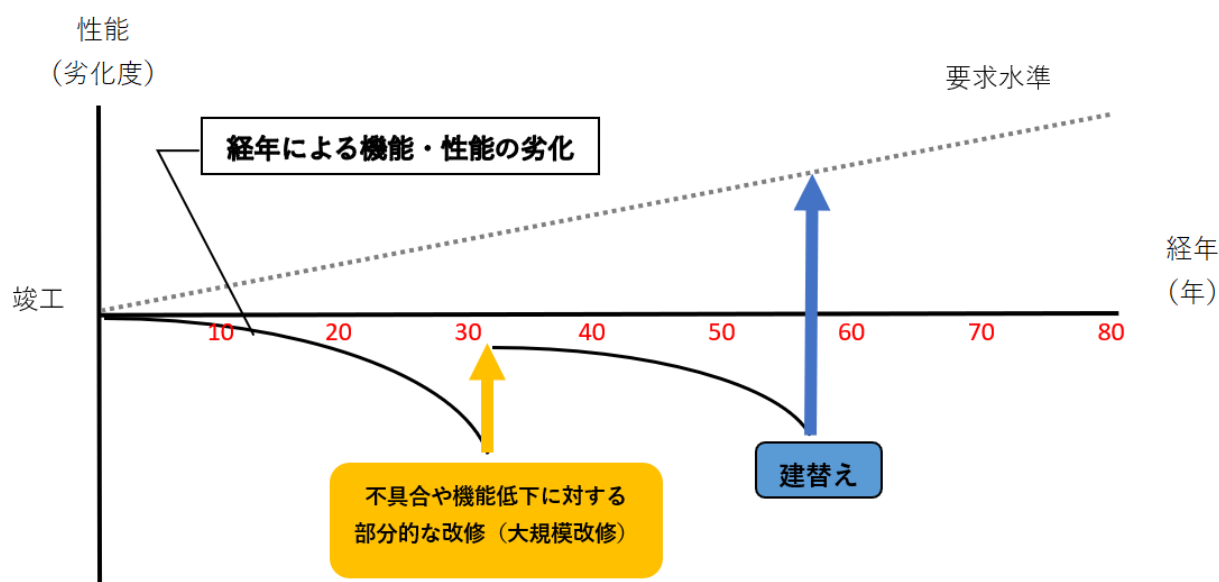 性能
（劣化度）
要求水準
経年による機能・性能の劣化
経年
（年）
竣工
10
20
30
40
50
60
70
80
不具合や機能低下に対する
部分的な改修（大規模改修）
建替え